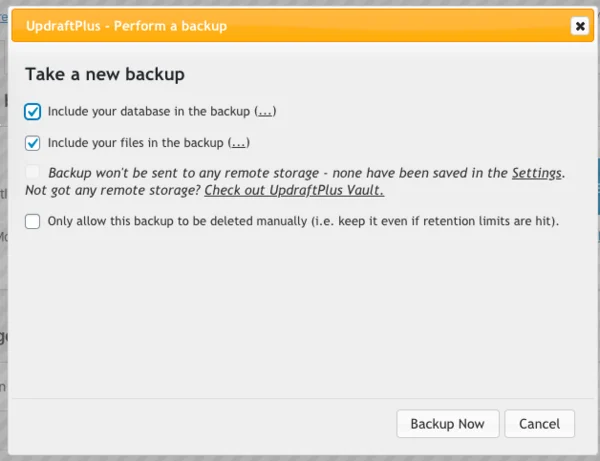 UpdraftPlus - Perform a backup
Take a new backup
Include your database in the backup (...)
Include your files in the backup (...)
Backup won't be sent to any remote storage - none have been saved in the Settings.
Not got any remote storage? Check out UpdraftPlus Vault.
Only allow this backup to be deleted manually (i.e. keep it even if retention limits are hit).
Backup Now
Cancel